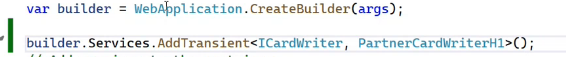 var builder = WebApplication.CreateBuilder(args);
builder.Services.AddTransient<ICardWriter, PartnerCardWriterH1>();